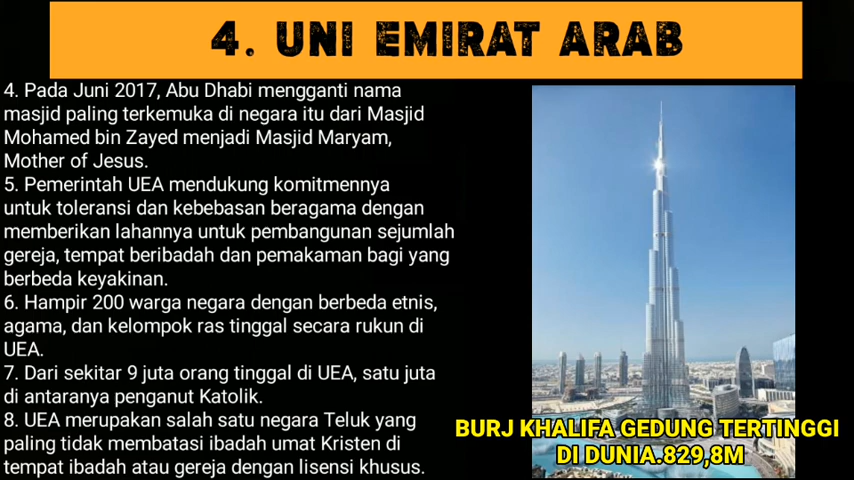 4. UNI EMIRAT ARAB
4. Pada Juni 2017, Abu Dhabi mengganti nama
masjid paling terkemuka di negara itu dari Masjid
Mohamed bin Zayed menjadi Masjid Maryam,
Mother of Jesus.
5. Pemerintah UEA mendukung komitmennya
untuk toleransi dan kebebasan beragama dengan
memberikan lahannya untuk pembangunan sejumlah
gereja, tempat beribadah dan pemakaman bagi yang
berbeda keyakinan.
6. Hampir 200 warga negara dengan berbeda etnis,
agama, dan kelompok ras tinggal secara rukun di
UEA.
7. Dari sekitar 9 juta orang tinggal di UEA, satu juta
di antaranya penganut Katolik.
8. UEA merupakan salah satu negara Teluk yang
paling tidak membatasi ibadah umat Kristen di
tempat ibadah atau gereja dengan lisensi khusus.
BURJ KHALIFA GEDUNG TERTINGGI
DI DUNIA.829,8M